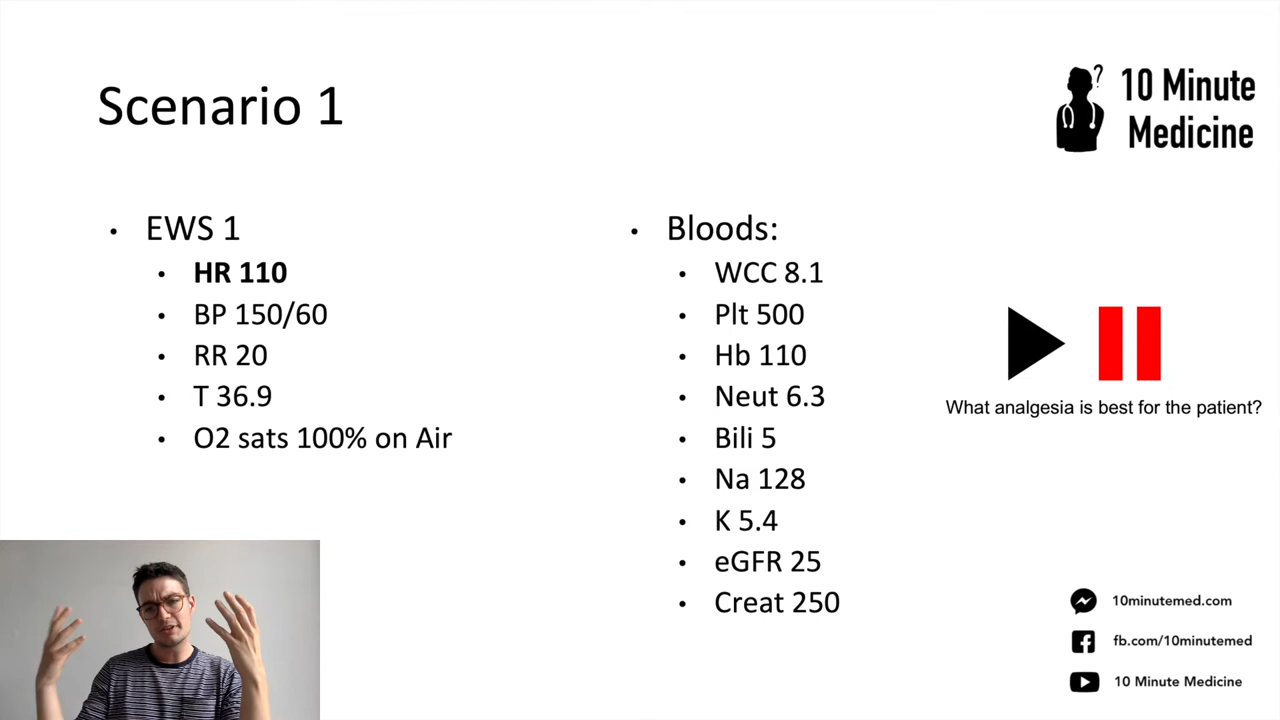 Scenario 1
10 Minute
Medicine
• EWS 1
• HR 110
• BP 150/60
• RR 20
• T 36.9
• O2 sats 100% on Air
• Bloods:
• WCC 8.1
• Plt 500
• Hb 110
• Neut 6.3
• Bili 5
• Na 128
• K 5.4
• eGFR 25
• Creat 250
What analgesia is best for the patient?
10minutemed.com
fb.com/10minutemed
10 Minute Medicine